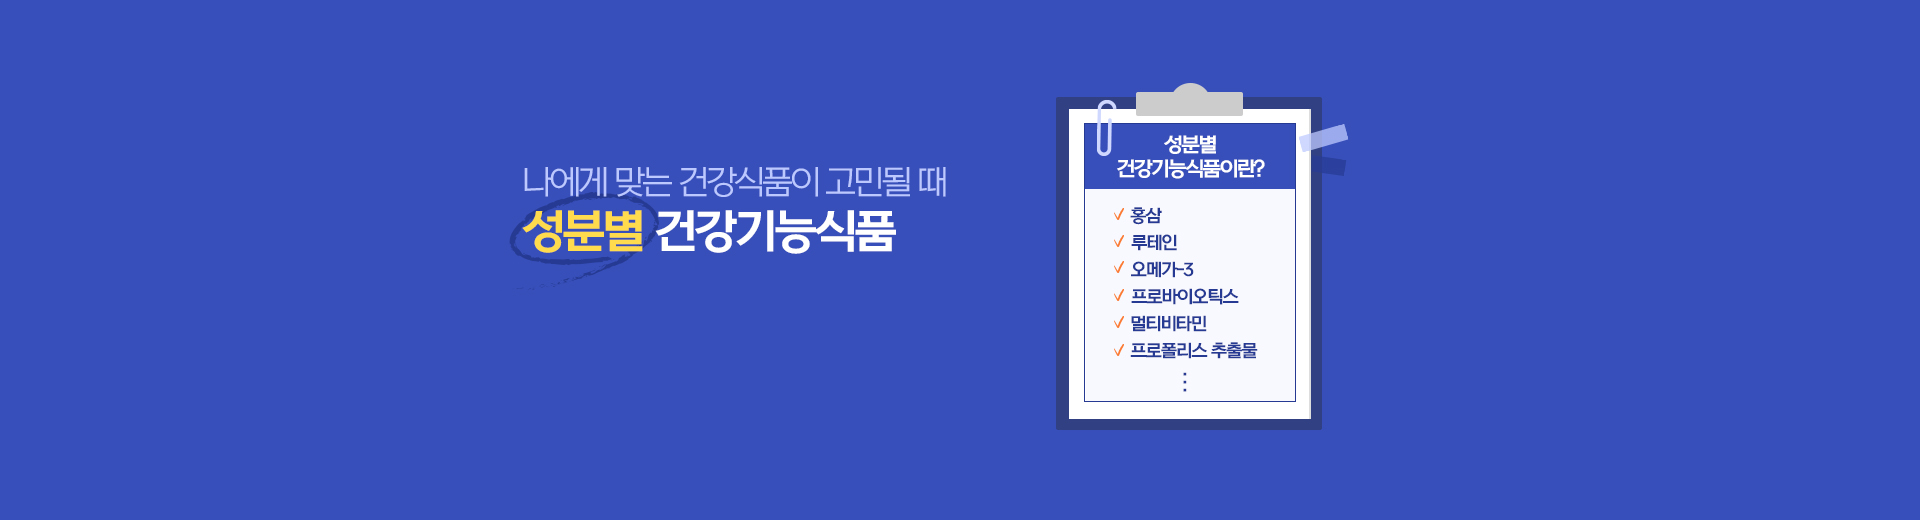 나에게 맞는 건강식품이 고민될 때
성분별 건강기능식품
성분별
건강기능식품이란?
홍삼
루테인
오메가-3
프로바이오틱스
멀티비타민
프로폴리스 추출물
⋮